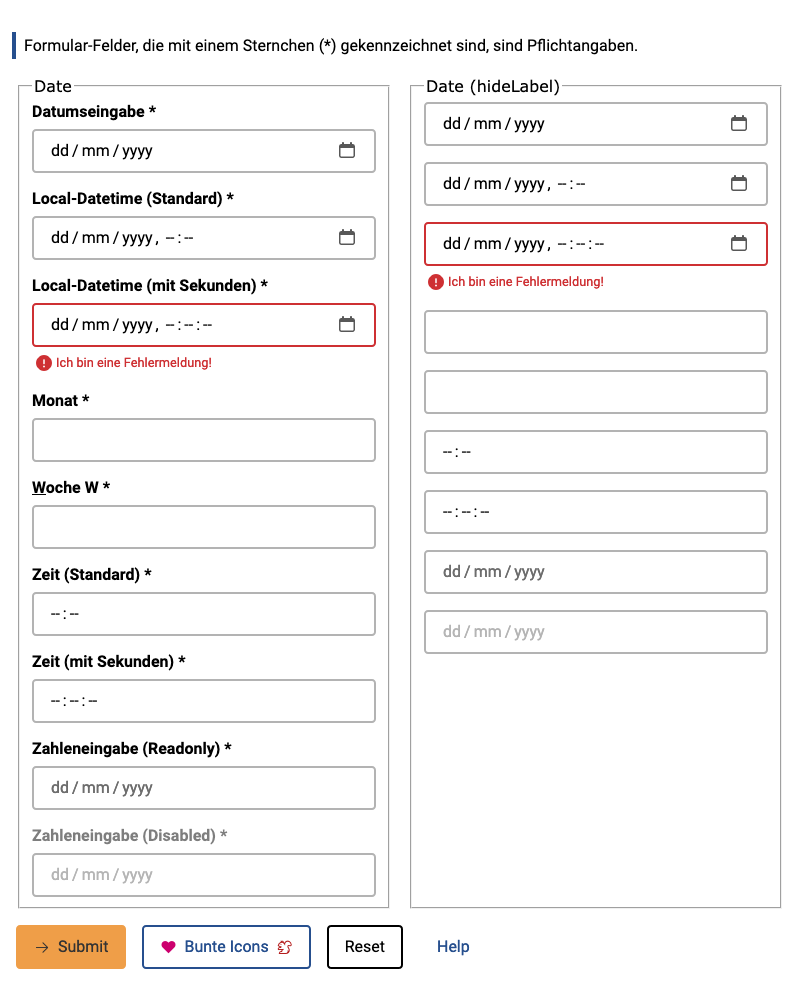 Formular-Felder, die mit einem Sternchen (*) gekennzeichnet sind, sind Pflichtangaben.
Date
Datumseingabe *
dd/mm/yyyy
Local-Datetime (Standard) *
dd/mm/yyyy, --:--
Local-Datetime (mit Sekunden) *
dd/mm/yyyy, --:--:--
Ich bin eine Fehlermeldung!
Monat *
Woche W *
Zeit (Standard) *
--:--
Zeit (mit Sekunden) *
--:--:--
Zahleneingabe (Readonly) *
dd/mm/yyyy
Zahleneingabe (Disabled) *
dd/mm/yyyy
Date (hideLabel)
dd/mm/yyyy
dd/mm/yyyy, --:--
dd/mm/yyyy, --:--:--
Ich bin eine Fehlermeldung!
--:--
--:--:--
dd/mm/yyyy
dd/mm/yyyy
Submit
Bunte Icons
Reset
Help